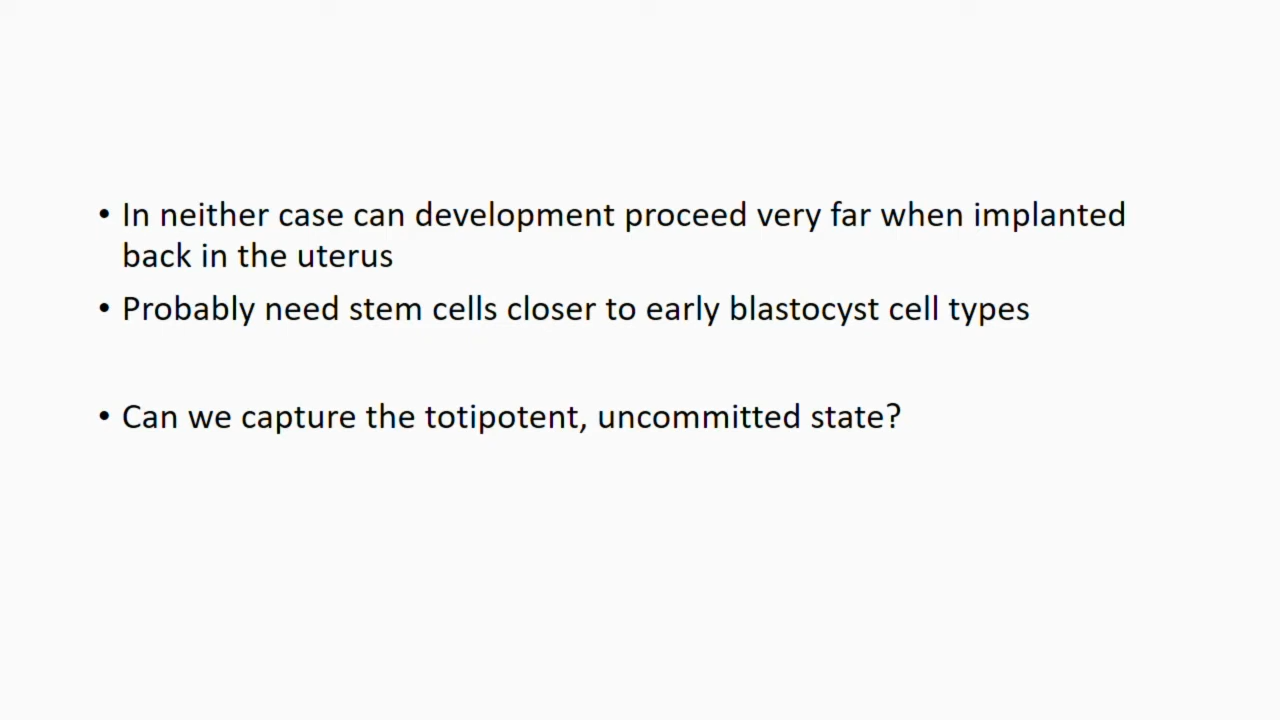 • In neither case can development proceed very far when implanted
back in the uterus
• Probably need stem cells closer to early blastocyst cell types
• Can we capture the totipotent, uncommitted state?